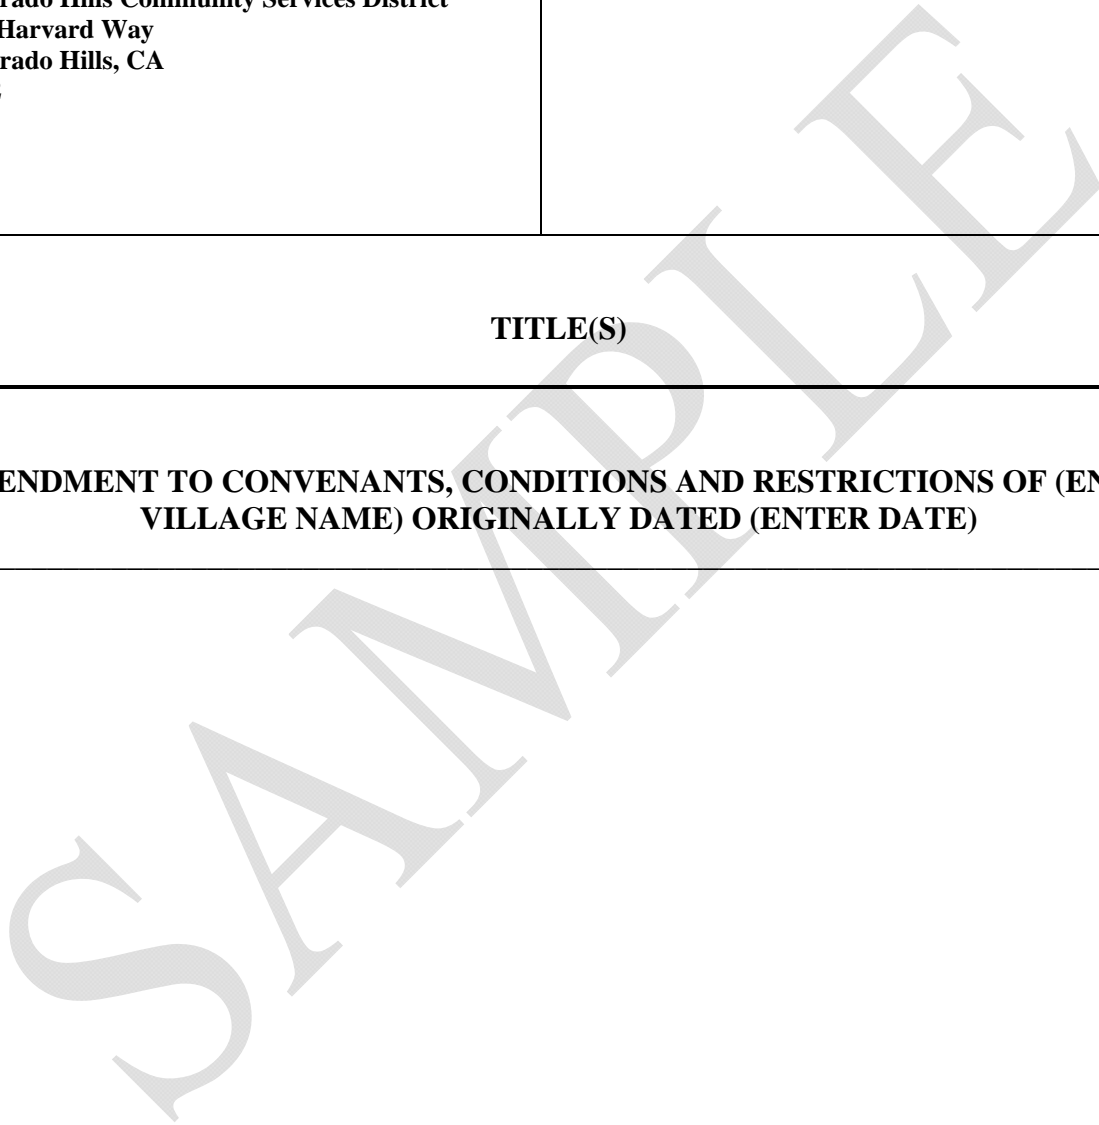 rado Hills Community Services District
Harvard Way
rado Hills, CA
TITLE(S)
ENDMENT TO CONVENANTS, CONDITIONS AND RESTRICTIONS OF (EN
VILLAGE NAME) ORIGINALLY DATED (ENTER DATE)
SAMPLE